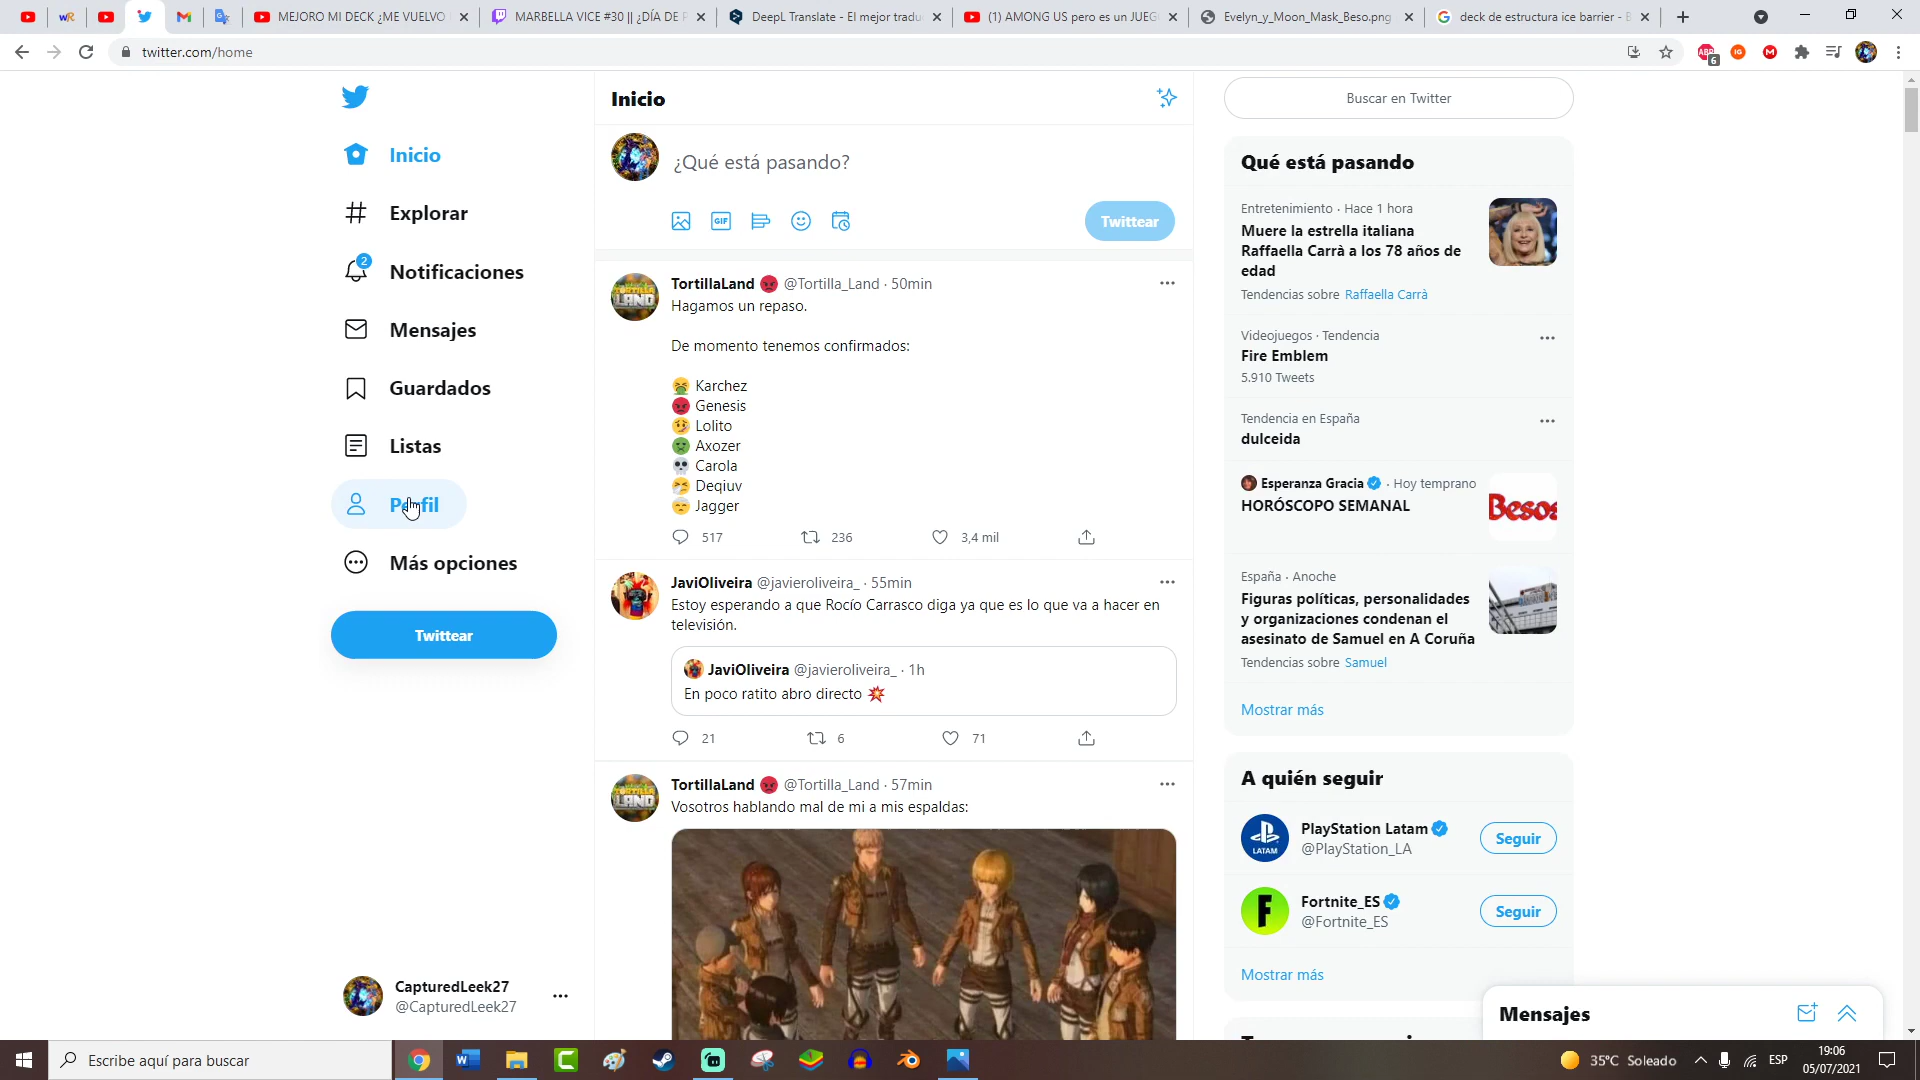 MEJORO MI DECK ¿ME VUELVO
MARBELLA VICE #30 || ¿DÍA DE
DeepL Translate - El mejor tradu
(1) AMONG US pero es un JUEG
Evelyn_y_Moon_Mask_Beso.png
deck de estructura ice barrier -
twitter.com/home
ABP
6
Inicio
Explorar
2
Notificaciones
Mensajes
Guardados
Listas
Perfil
Más opciones
Twittear
CapturedLeek27
@CapturedLeek27
Inicio
¿Qué está pasando?
GIF
Twittear
TortillaLand 😡 @Tortilla_Land · 50min
Hagamos un repaso.
De momento tenemos confirmados:
🤮 Karchez
😡 Genesis
🤒 Lolito
🤢 Axozer
💀 Carola
🤧 Deqiuv
😤 Jagger
517 236 3,4 mil
JaviOliveira @javieroliveira_ · 55min
Estoy esperando a que Rocío Carrasco diga ya que es lo que va a hacer en
televisión.
JaviOliveira @javieroliveira_ · 1h
En poco ratito abro directo 💥
21 6 71
TortillaLand 😡 @Tortilla_Land · 57min
Vosotros hablando mal de mi a mis espaldas:
Buscar en Twitter
Qué está pasando
Entretenimiento · Hace 1 hora
Muere la estrella italiana
Raffaella Carrà a los 78 años de
edad
Tendencias sobre Raffaella Carrà
Videojuegos · Tendencia
Fire Emblem
5.910 Tweets
Tendencia en España
dulceida
Esperanza Gracia · Hoy temprano
HORÓSCOPO SEMANAL
Besos
España · Anoche
Figuras políticas, personalidades
y organizaciones condenan el
asesinato de Samuel en A Coruña
Tendencias sobre Samuel
Mostrar más
A quién seguir
LATAM
PlayStation Latam
@PlayStation_LA
Seguir
Fortnite_ES
@Fortnite_ES
Seguir
Mostrar más
Mensajes
Escribe aquí para buscar
35°C Soleado
ESP
19:06
05/07/2021